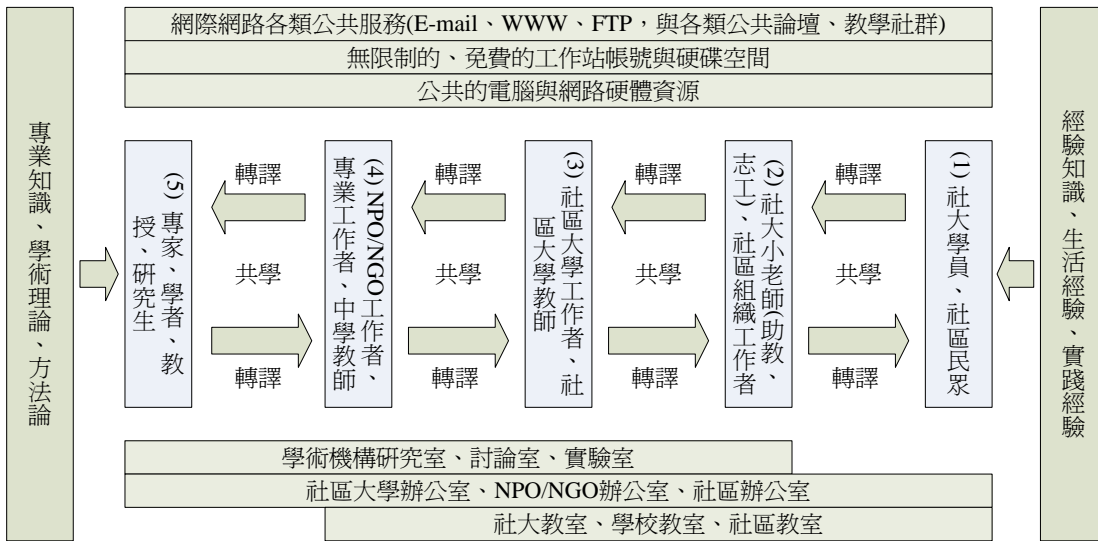 網際網路各類公共服務(E-mail、WWW、FTP，與各類公共論壇、教學社群)
無限制的、免費的工作站帳號與硬碟空間
公共的電腦與網路硬體資源
專業知識、學術理論、方法論
(5) 專家、學者、教
授、研究生
轉譯
共學
轉譯
(4) NPO/NGO工作者、
專業工作者、中學教師
轉譯
共學
轉譯
(3) 社區大學工作者、社
區大學教師
轉譯
共學
轉譯
(2) 社大小老師(助教、
志工)、社區組織工作者
轉譯
共學
轉譯
(1) 社大學員、社區民眾
經驗知識、生活經驗、實踐經驗
學術機構研究室、討論室、實驗室
社區大學辦公室、NPO/NGO辦公室、社區辦公室
社大教室、學校教室、社區教室